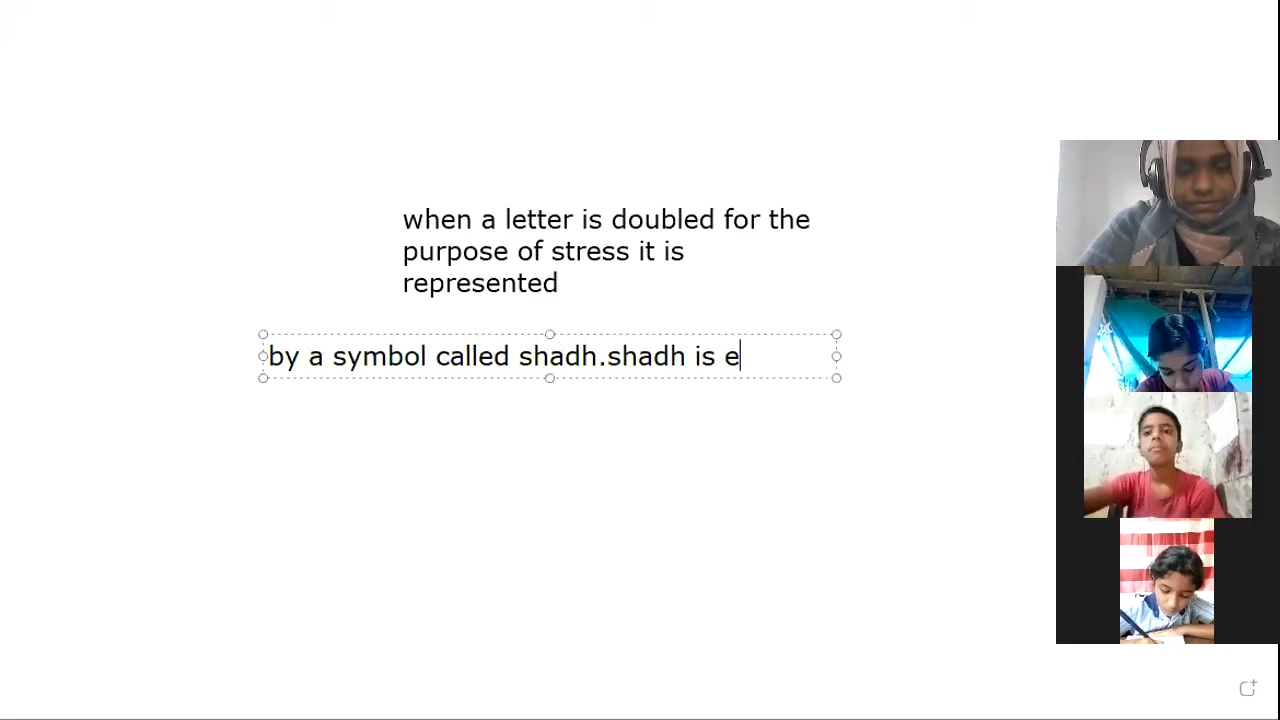 when a letter is doubled for the
purpose of stress it is
represented
by a symbol called shadh.shadh is e